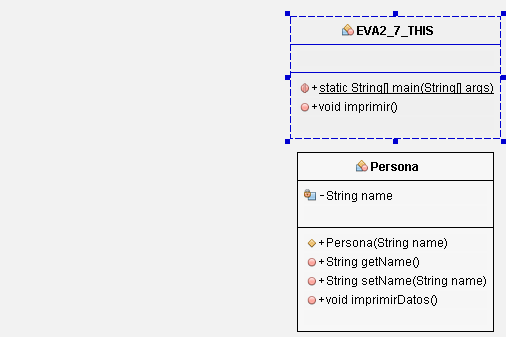 EVA2_7_THIS
+static String[] main(String[] args)
+void imprimir()
Persona
-String name
+Persona(String name)
+String getName()
+String setName(String name)
+void imprimirDatos()